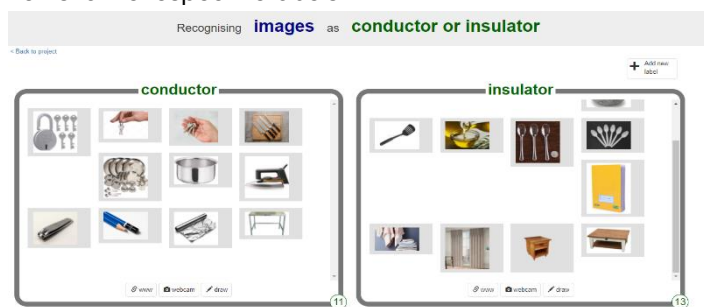 Recognising images as conductor or insulator
< Back to project
+ Add new
label
conductor
insulator
www webcam draw
11
www webcam draw
13